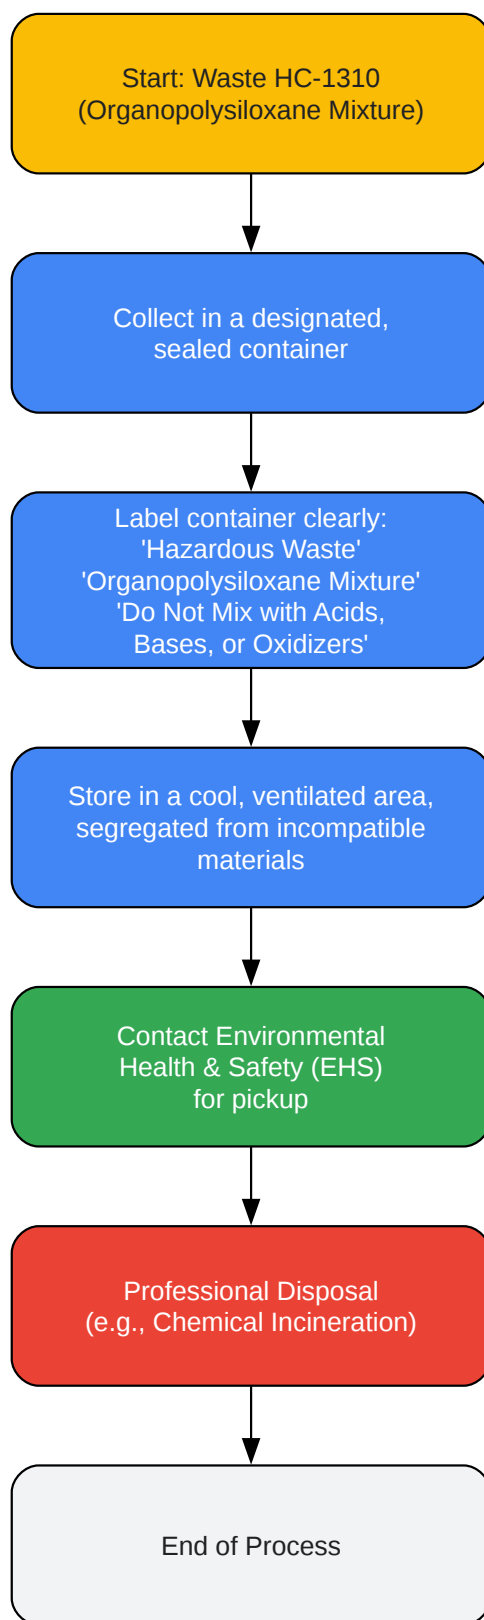 Start: Waste HC-1310
(Organopolysiloxane Mixture)
Collect in a designated,
sealed container
Label container clearly:
'Hazardous Waste'
'Organopolysiloxane Mixture'
'Do Not Mix with Acids,
Bases, or Oxidizers'
Store in a cool, ventilated area,
segregated from incompatible
materials
Contact Environmental
Health & Safety (EHS)
for pickup
Professional Disposal
(e.g., Chemical Incineration)
End of Process